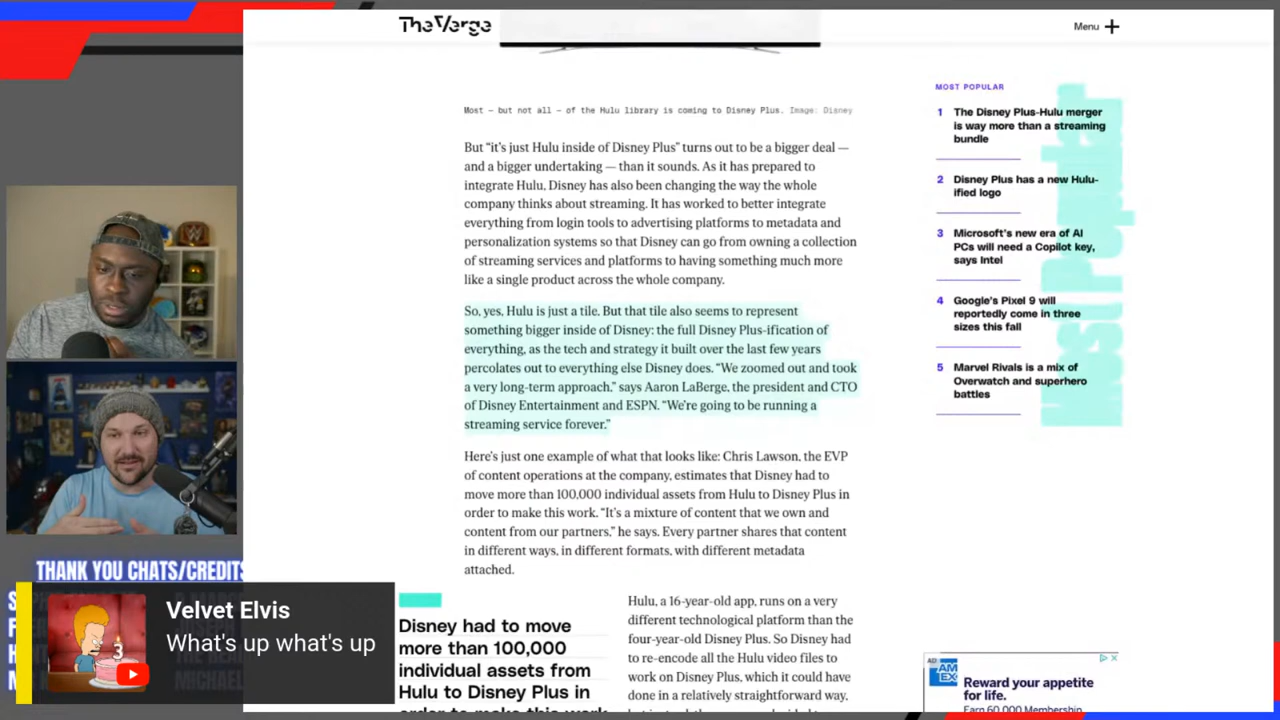 The Verge
Menu
Most — but not all — of the Hulu library is coming to Disney Plus. Image: Disney
But “it's just Hulu inside of Disney Plus” turns out to be a bigger deal —
and a bigger undertaking — than it sounds. As it has prepared to
integrate Hulu, Disney has also been changing the way the whole
company thinks about streaming. It has worked to better integrate
everything from login tools to advertising platforms to metadata and
personalization systems so that Disney can go from owning a collection
of streaming services and platforms to having something much more
like a single product across the whole company.
So, yes, Hulu is just a tile. But that tile also seems to represent
something bigger inside of Disney: the full Disney Plus-ification of
everything, as the tech and strategy it built over the last few years
percolates out to everything else Disney does. “We zoomed out and took
a very long-term approach,” says Aaron LaBerge, the president and CTO
of Disney Entertainment and ESPN. “We're going to be running a
streaming service forever.”
Here's just one example of what that looks like: Chris Lawson, the EVP
of content operations at the company, estimates that Disney had to
move more than 100,000 individual assets from Hulu to Disney Plus in
order to make this work. “It's a mixture of content that we own and
content from our partners,” he says. Every partner shares that content
in different ways, in different formats, with different metadata
attached.
Disney had to move
more than 100,000
individual assets from
Hulu to Disney Plus in
order to make this work
Hulu, a 16-year-old app, runs on a very
different technological platform than the
four-year-old Disney Plus. So Disney had
to re-encode all the Hulu video files to
work on Disney Plus, which it could have
done in a relatively straightforward way,
MOST POPULAR
Most Popular
1 The Disney Plus-Hulu merger
is way more than a streaming
bundle
2 Disney Plus has a new Hulu-
ified logo
3 Microsoft's new era of AI
PCs will need a Copilot key,
says Intel
4 Google's Pixel 9 will
reportedly come in three
sizes this fall
5 Marvel Rivals is a mix of
Overwatch and superhero
battles
AD
AM
EX
Reward your appetite
for life.
Earn 60,000 Membership
THANK YOU CHATS/CREDITS
MICHAEL
3
Velvet Elvis
What's up what's up